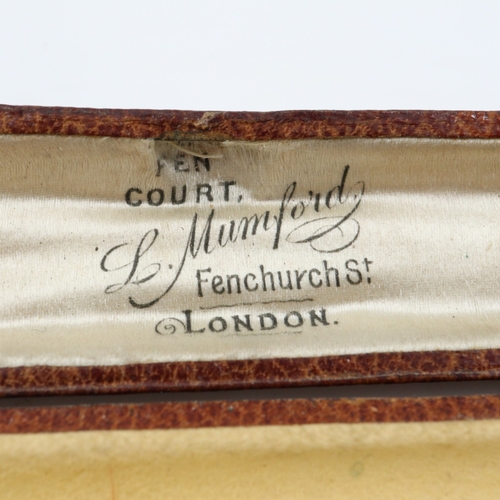 FEN
COURT,
L. Mumford,
Fenchurch St
LONDON.